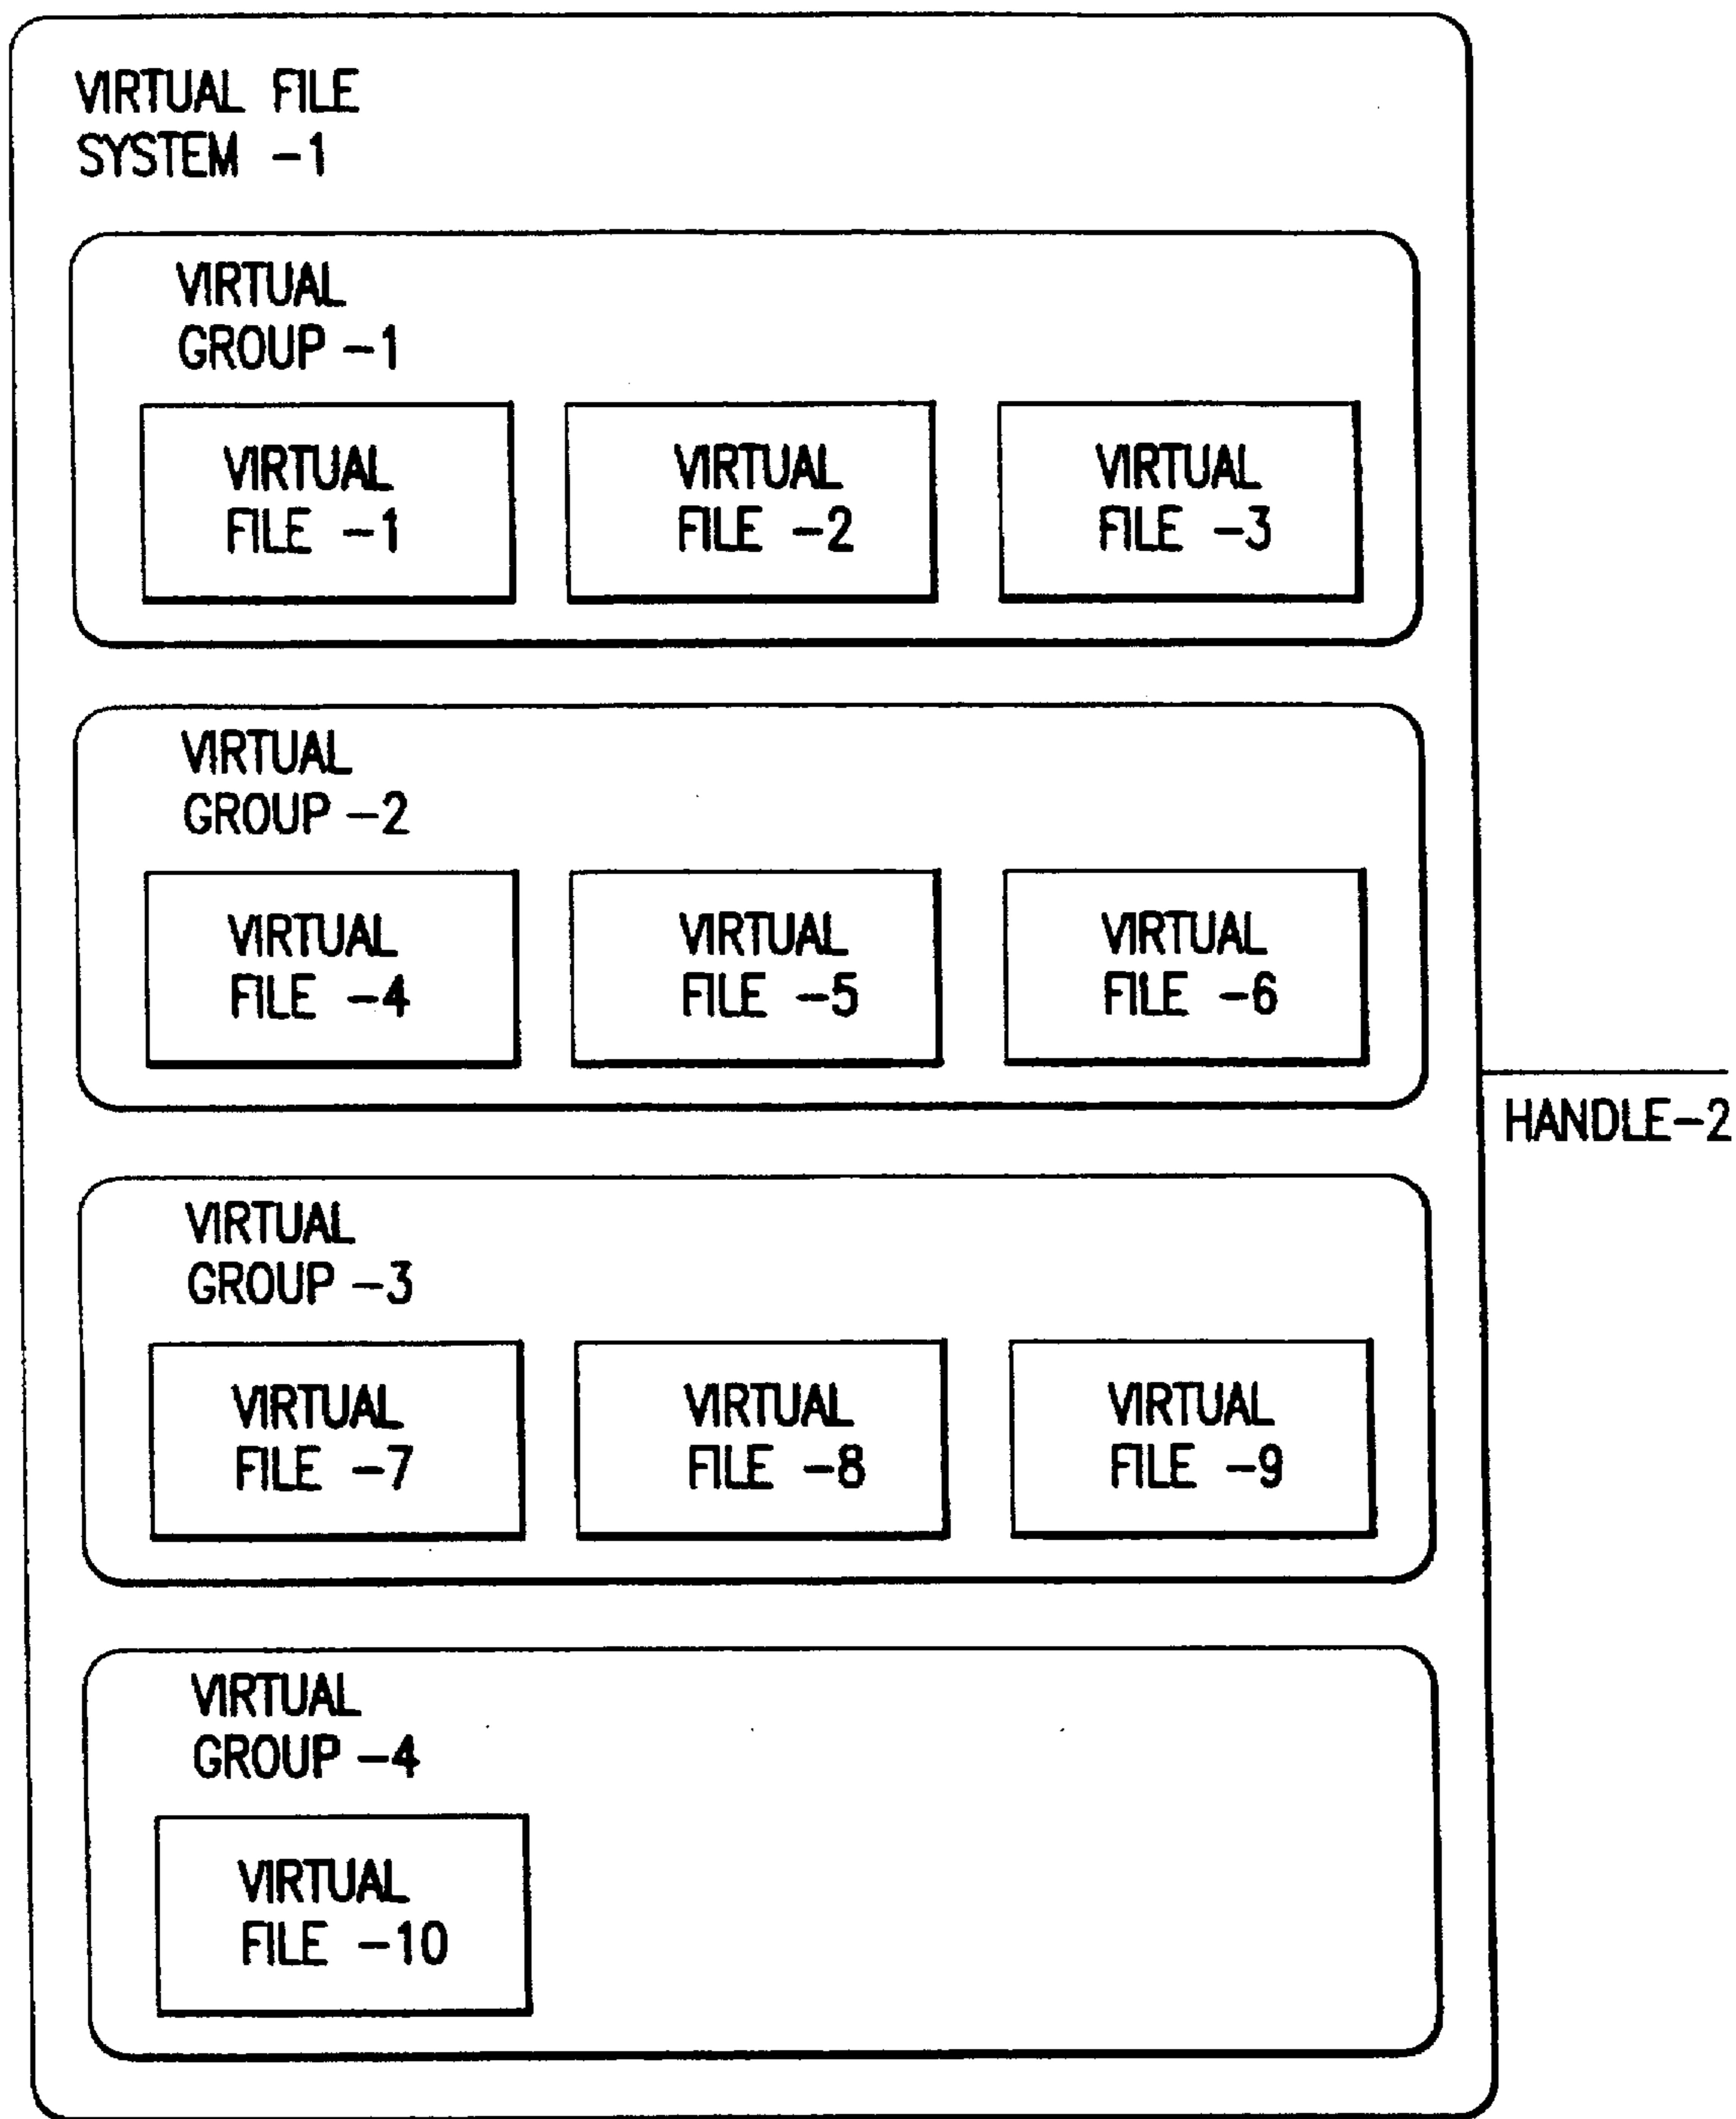 VIRTUAL FILE
SYSTEM -1
VIRTUAL
GROUP -1
VIRTUAL
FILE -1
VIRTUAL
FILE -2
VIRTUAL
FILE -3
VIRTUAL
GROUP -2
VIRTUAL
FILE -4
VIRTUAL
FILE -5
VIRTUAL
FILE -6
HANDLE-2
VIRTUAL
GROUP -3
VIRTUAL
FILE -7
VIRTUAL
FILE -8
VIRTUAL
FILE -9
VIRTUAL
GROUP -4
VIRTUAL
FILE -10